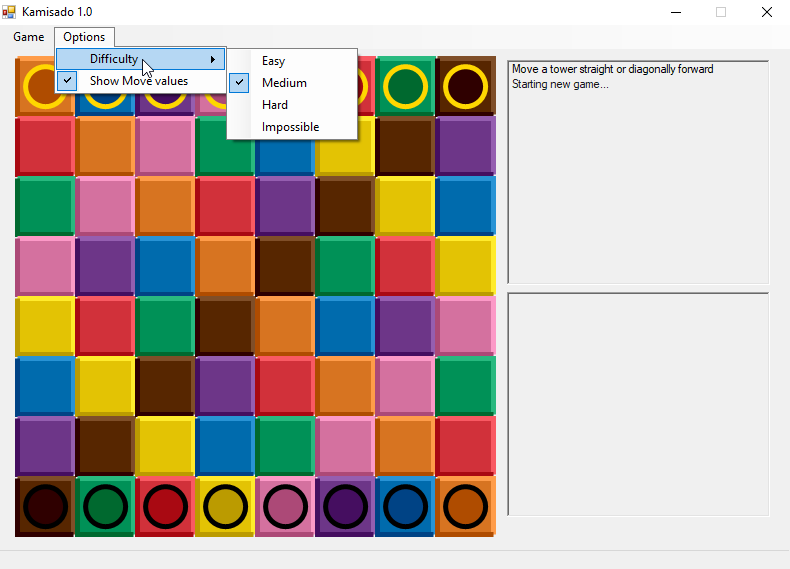 Kamisado 1.0
Game Options
Difficulty
Show Move values
Easy
Medium
Hard
Impossible
Move a tower straight or diagonally forward
Starting new game...